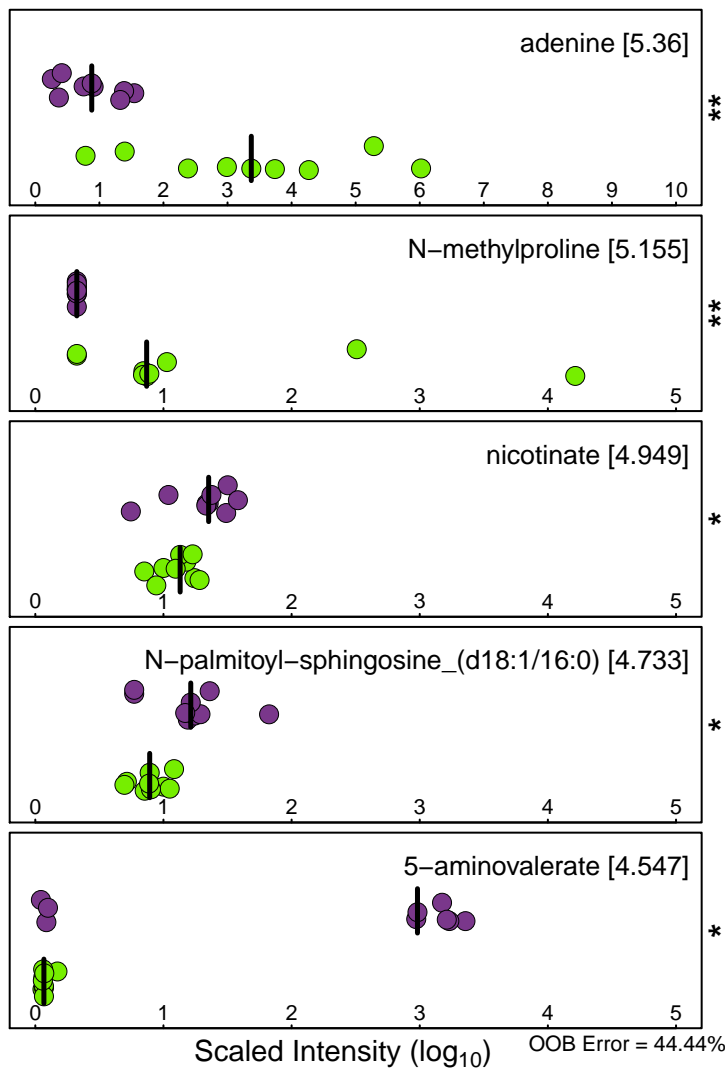 adenine [5.36]
**
0 1 2 3 4 5 6 7 8 9 10
N−methylproline [5.155]
**
0 1 2 3 4 5
nicotinate [4.949]
*
0 1 2 3 4 5
N−palmitoyl−sphingosine_(d18:1/16:0) [4.733]
*
0 1 2 3 4 5
5−aminovalerate [4.547]
*
0 1 2 3 4 5
Scaled Intensity (log10) OOB Error = 44.44%